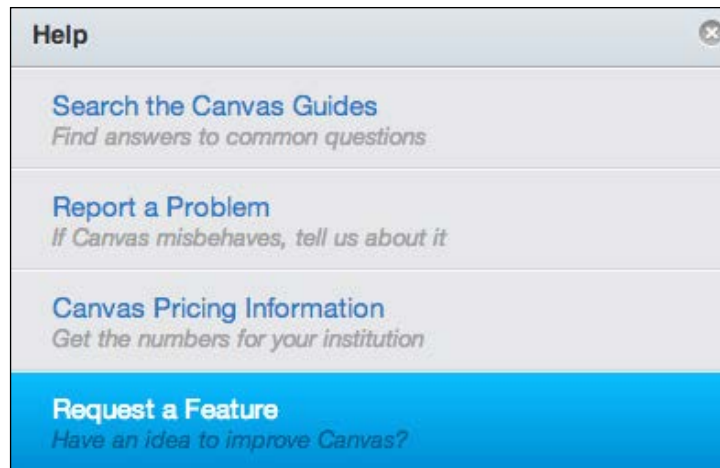 Help
Search the Canvas Guides
Find answers to common questions
Report a Problem
If Canvas misbehaves, tell us about it
Canvas Pricing Information
Get the numbers for your institution
Request a Feature
Have an idea to improve Canvas?